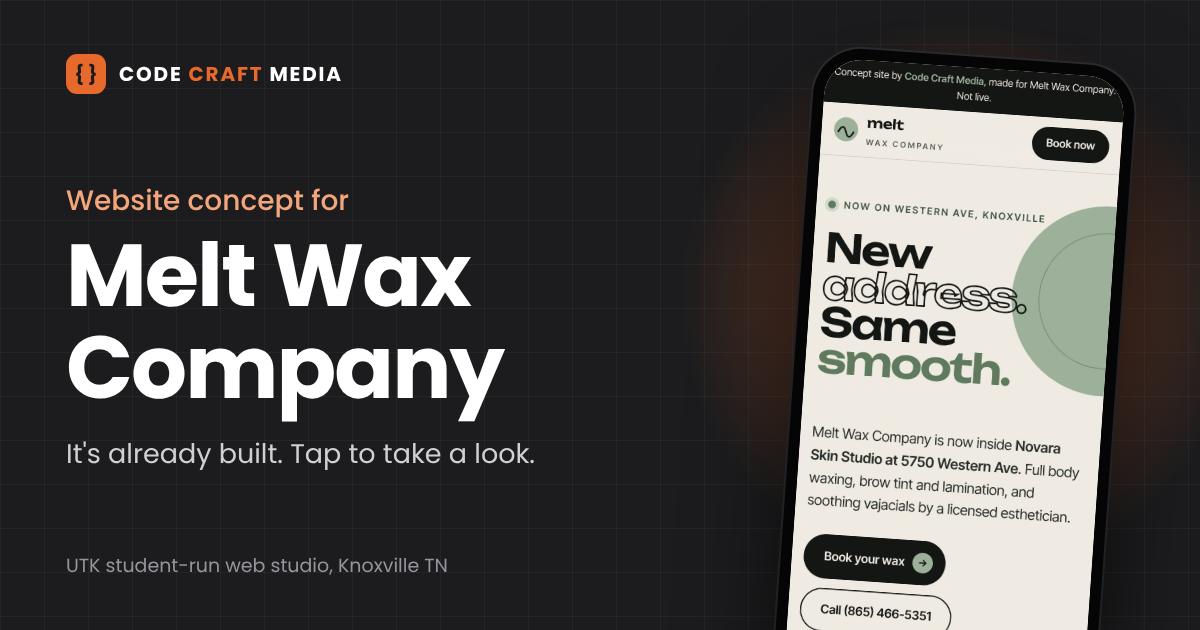 { } CODE CRAFT MEDIA
Website concept for
Melt Wax
Company
It's already built. Tap to take a look.
UTK student-run web studio, Knoxville TN
Concept site by Code Craft Media, made for Melt Wax Company.
Not live.
melt
WAX COMPANY
Book now
NOW ON WESTERN AVE, KNOXVILLE
New
address.
Same
smooth.
Melt Wax Company is now inside Novara
Skin Studio at 5750 Western Ave. Full body
waxing, brow tint and lamination, and
soothing vajacials by a licensed esthetician.
Book your wax →
Call (865) 466-5351